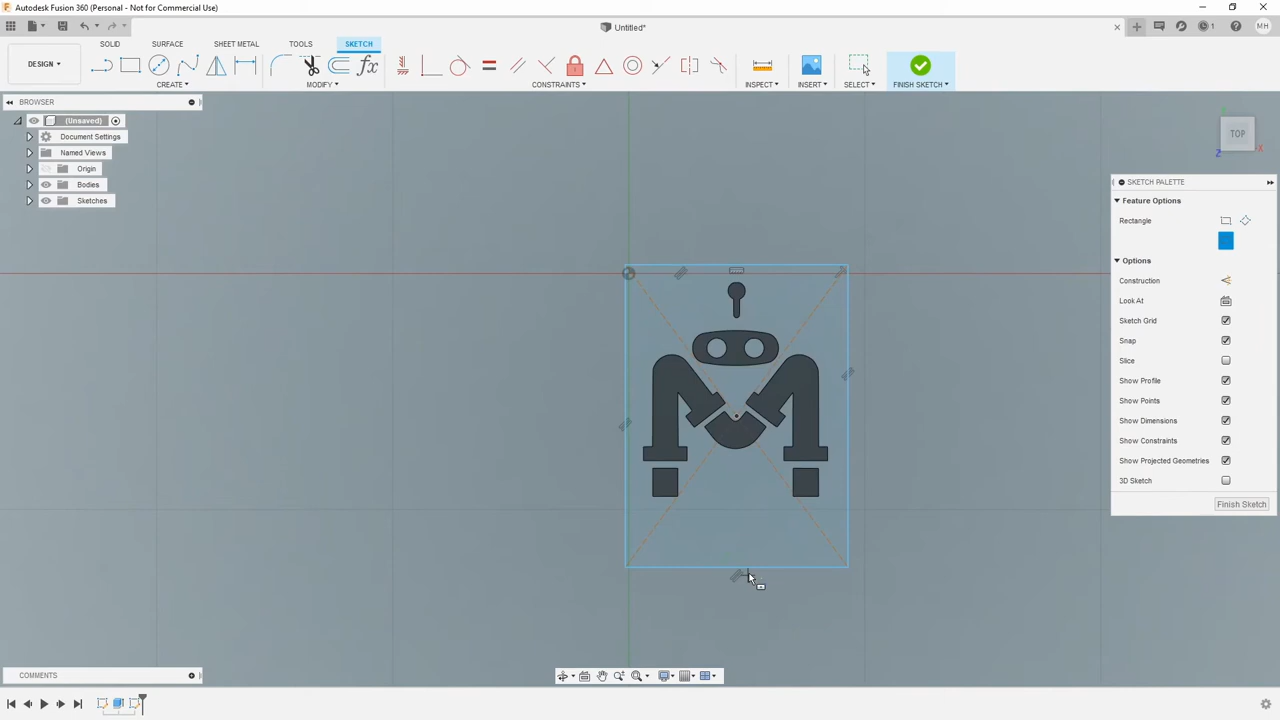 Autodesk Fusion 360 (Personal - Not for Commercial Use)
Untitled*
1
MH
DESIGN
SOLID SURFACE SHEET METAL TOOLS SKETCH
CREATE MODIFY CONSTRAINTS INSPECT INSERT SELECT FINISH SKETCH
BROWSER
(Unsaved)
Document Settings
Named Views
Origin
Bodies
Sketches
TOP
X
Z
SKETCH PALETTE
Feature Options
Rectangle
Options
Construction
Look At
Sketch Grid
Snap
Slice
Show Profile
Show Points
Show Dimensions
Show Constraints
Show Projected Geometries
3D Sketch
Finish Sketch
COMMENTS